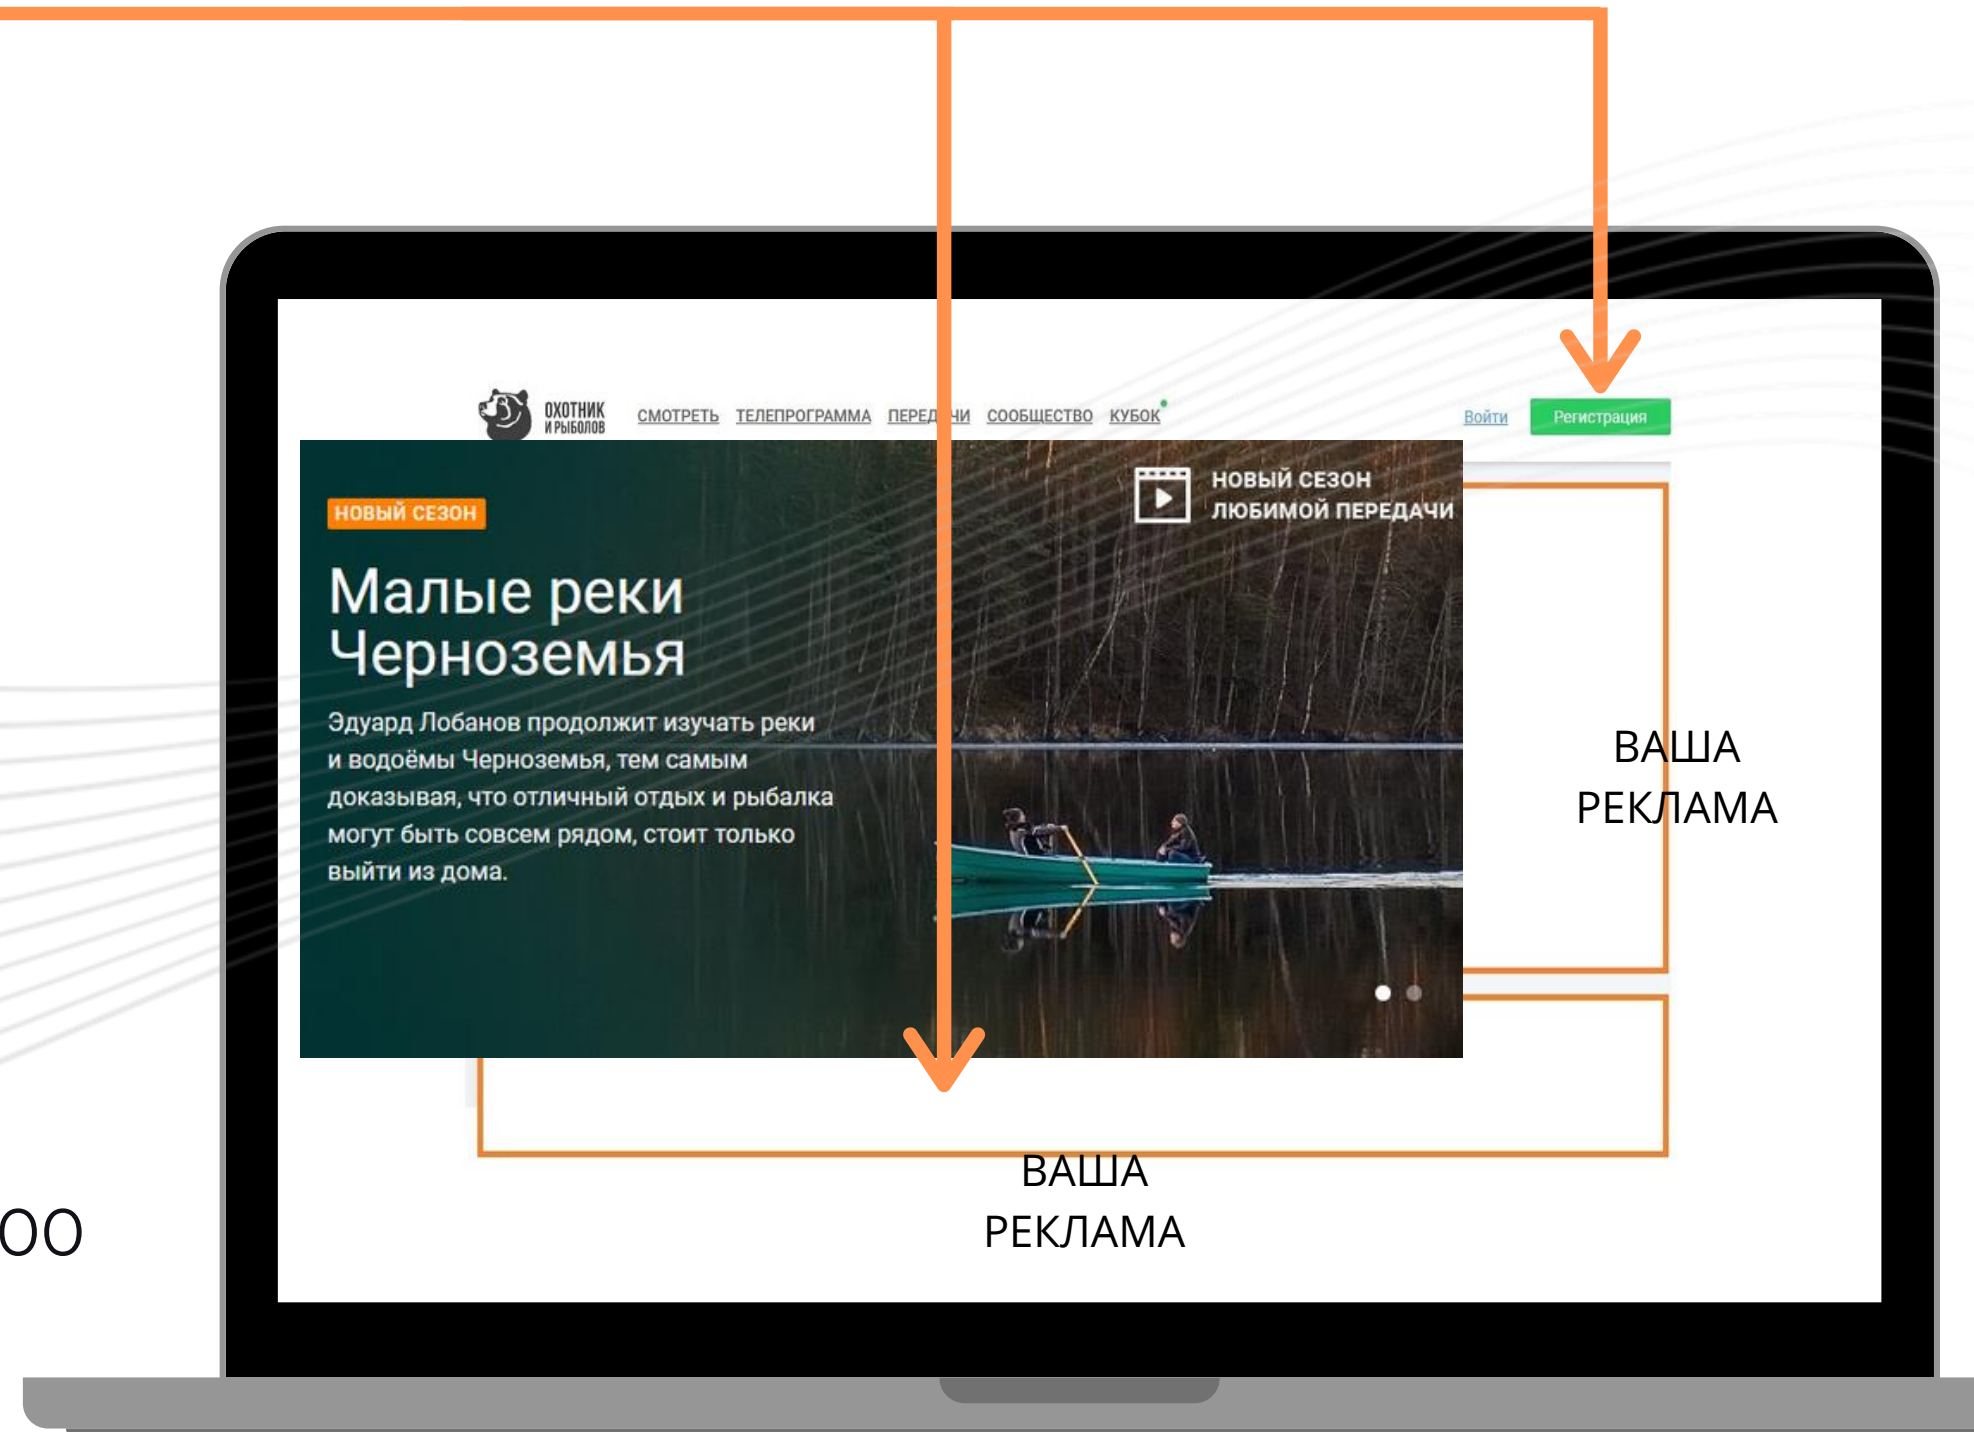 ОХОТНИК
И РЫБОЛОВ
СМОТРЕТЬ ТЕЛЕПРОГРАММА ПЕРЕДАЧИ СООБЩЕСТВО КУБОК
Войти Регистрация
НОВЫЙ СЕЗОН
ЛЮБИМОЙ ПЕРЕДАЧИ
НОВЫЙ СЕЗОН
Малые реки
Черноземья
Эдуард Лобанов продолжит изучать реки
и водоёмы Черноземья, тем самым
доказывая, что отличный отдых и рыбалка
могут быть совсем рядом, стоит только
выйти из дома.
ВАША
РЕКЛАМА
ВАША
РЕКЛАМА
00